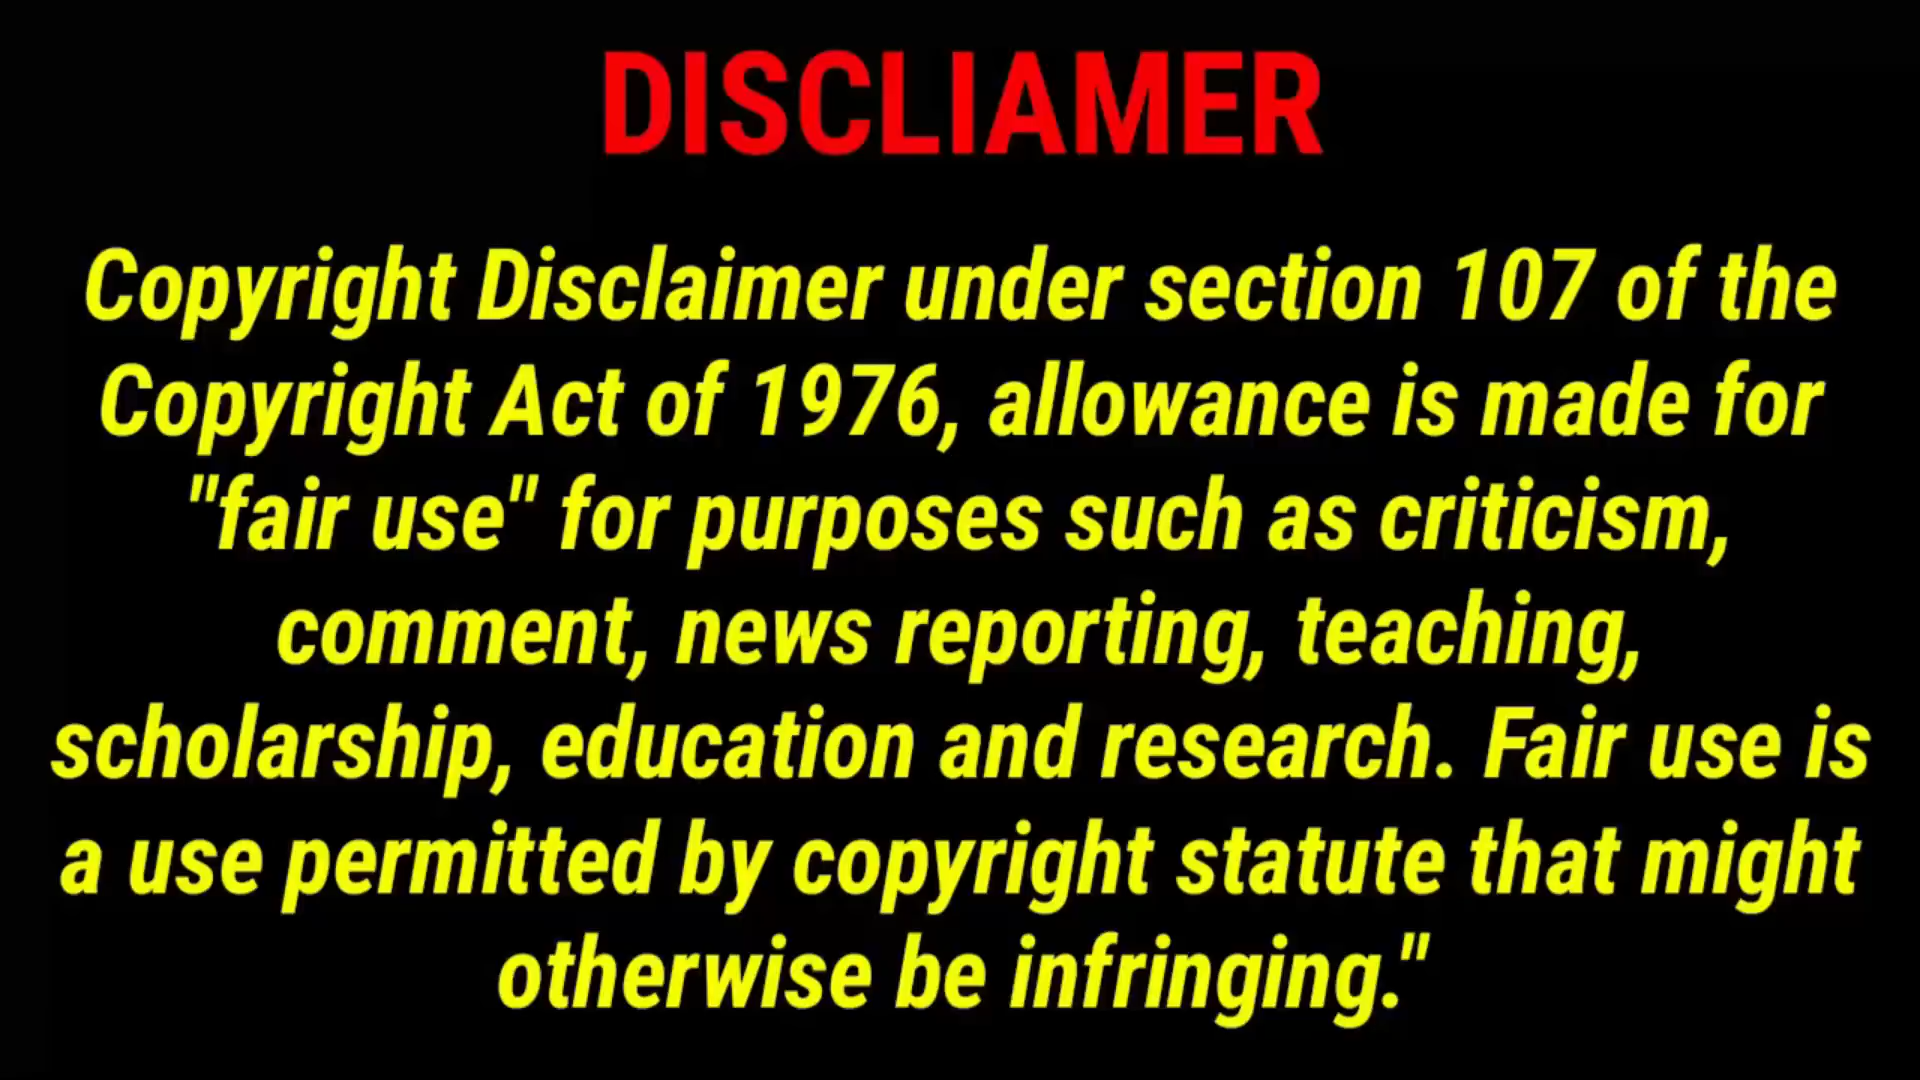 DISCLIAMER
Copyright Disclaimer under section 107 of the
Copyright Act of 1976, allowance is made for
"fair use" for purposes such as criticism,
comment, news reporting, teaching,
scholarship, education and research. Fair use is
a use permitted by copyright statute that might
otherwise be infringing."